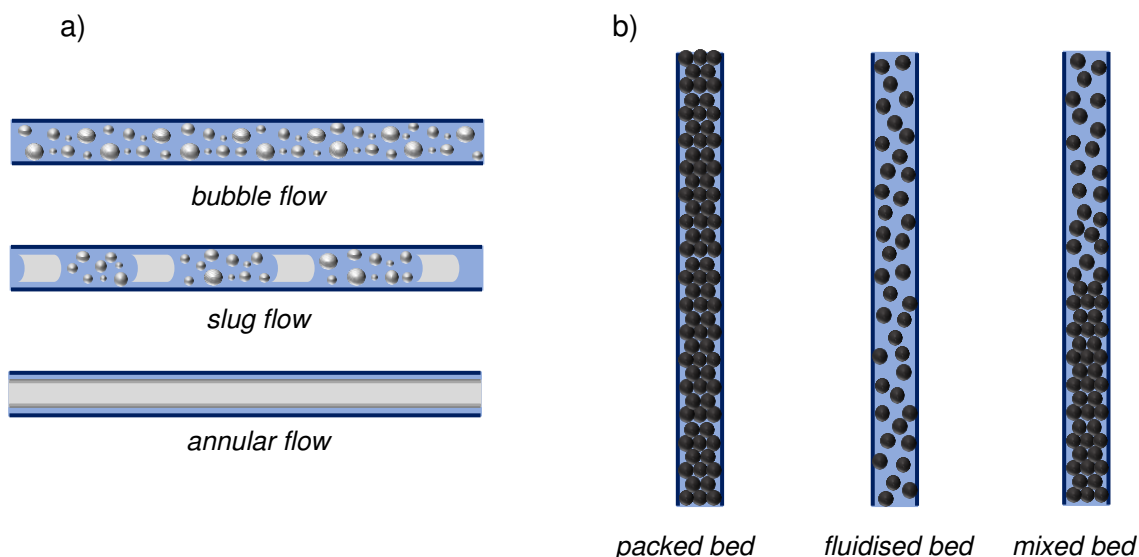 a)
bubble flow
slug flow
annular flow
b)
packed bed
fluidised bed
mixed bed